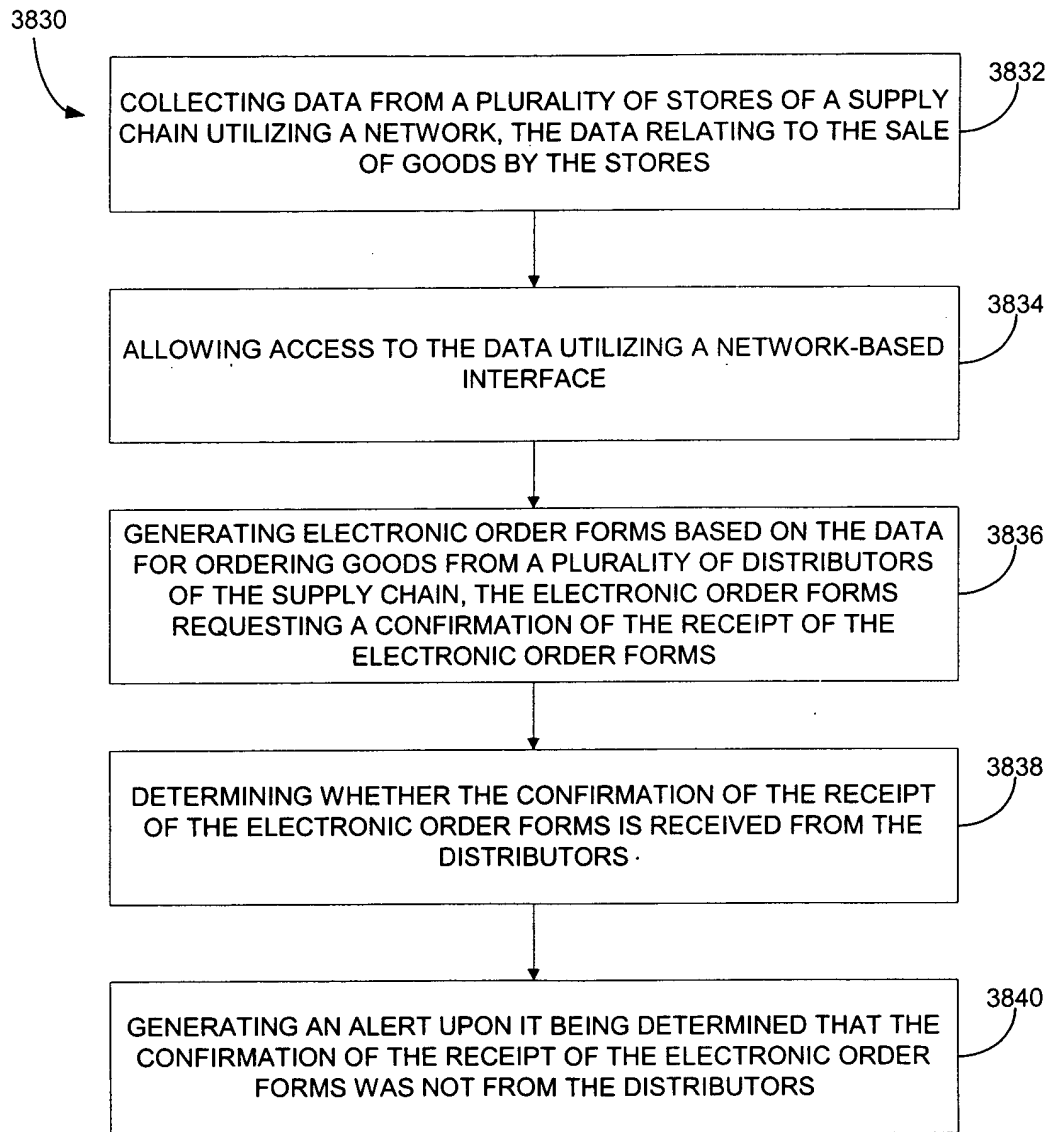 3830
3832
COLLECTING DATA FROM A PLURALITY OF STORES OF A SUPPLY
CHAIN UTILIZING A NETWORK, THE DATA RELATING TO THE SALE
OF GOODS BY THE STORES
3834
ALLOWING ACCESS TO THE DATA UTILIZING A NETWORK-BASED
INTERFACE
3836
GENERATING ELECTRONIC ORDER FORMS BASED ON THE DATA
FOR ORDERING GOODS FROM A PLURALITY OF DISTRIBUTORS
OF THE SUPPLY CHAIN, THE ELECTRONIC ORDER FORMS
REQUESTING A CONFIRMATION OF THE RECEIPT OF THE
ELECTRONIC ORDER FORMS
3838
DETERMINING WHETHER THE CONFIRMATION OF THE RECEIPT
OF THE ELECTRONIC ORDER FORMS IS RECEIVED FROM THE
DISTRIBUTORS
3840
GENERATING AN ALERT UPON IT BEING DETERMINED THAT THE
CONFIRMATION OF THE RECEIPT OF THE ELECTRONIC ORDER
FORMS WAS NOT FROM THE DISTRIBUTORS